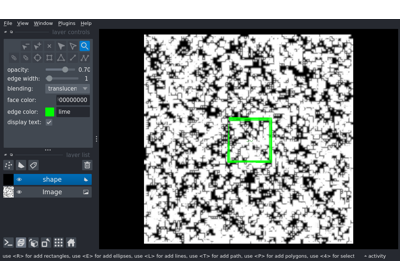 File View Window Plugins Help
layer controls
opacity: 0.70
edge width: 1
blending: translucen
face color: 00000000
edge color: lime
display text:
layer list
shape
Image
use <R> for add rectangles, use <E> for add ellipses, use <L> for add lines, use <T> for add path, use <P> for add polygons, use <4> for select
activity